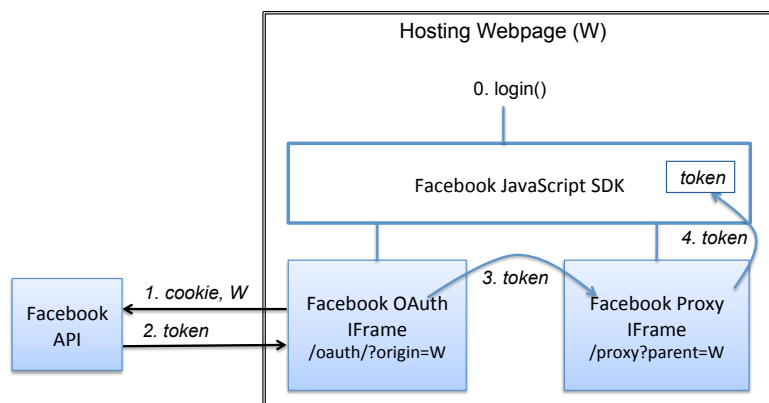 Hosting Webpage (W)
0. login()
Facebook JavaScript SDK
token
4. token
3. token
1. cookie, W
2. token
Facebook
API
Facebook OAuth
IFrame
/oauth/?origin=W
Facebook Proxy
IFrame
/proxy?parent=W